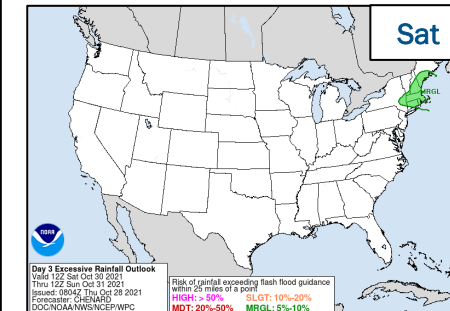 Sat
MRGL
NOAA
Day 3 Excessive Rainfall Outlook
Valid 12Z Sat Oct 30 2021
Thru 12Z Sun Oct 31 2021
Issued: 0804Z Thu Oct 28 2021
Forecaster: CHENARD
DOC/NOAA/NWS/NCEP/WPC
Risk of rainfall exceeding flash flood guidance
within 25 miles of a point
HIGH: > 50% SLGT: 10%-20%
MDT: 20%-50% MRGL: 5%-10%